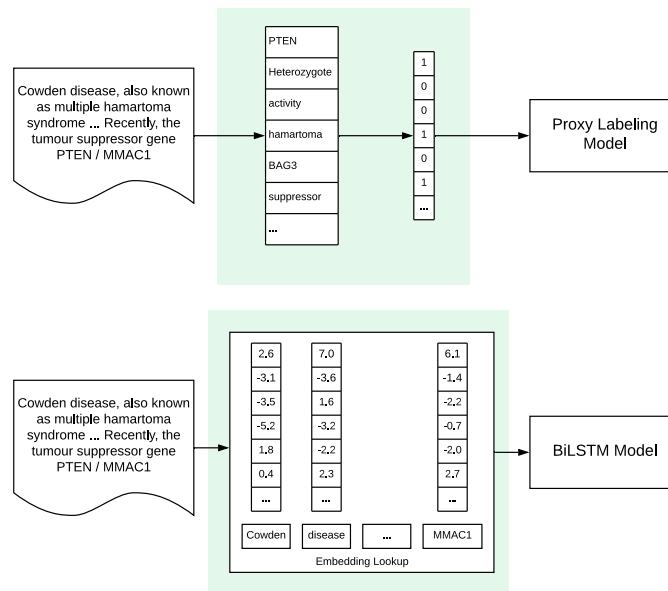 Cowden disease, also known
as multiple hamartoma
syndrome ... Recently, the
tumour suppressor gene
PTEN / MMAC1
PTEN
Heterozygote
activity
hamartoma
BAG3
suppressor
...
1
0
0
1
0
1
...
Proxy Labeling
Model
Cowden disease, also known
as multiple hamartoma
syndrome ... Recently, the
tumour suppressor gene
PTEN / MMAC1
2.6
-3.1
-3.5
-5.2
1.8
0.4
...
Cowden
7.0
-3.6
1.6
-3.2
-2.2
2.3
...
disease
...
6.1
-1.4
-2.2
-0.7
-2.0
2.7
...
MMAC1
Embedding Lookup
BiLSTM Model